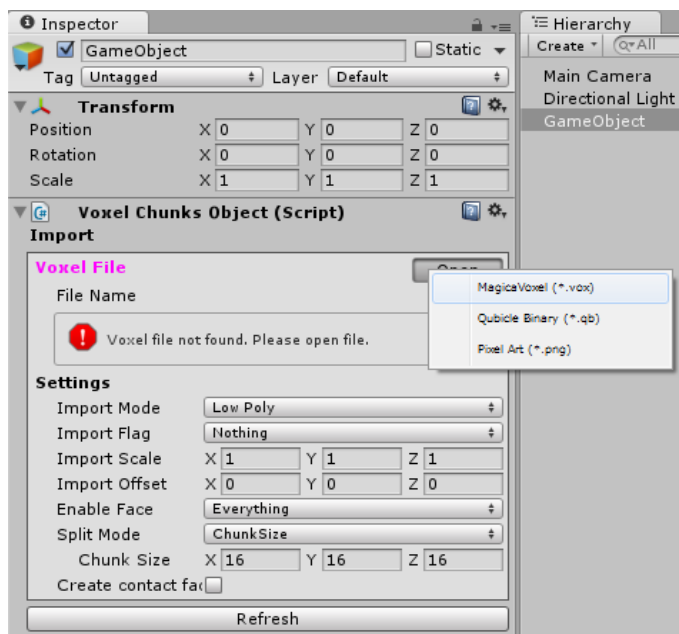 Inspector
GameObject Static
Tag Untagged Layer Default
Transform
Position X 0 Y 0 Z 0
Rotation X 0 Y 0 Z 0
Scale X 1 Y 1 Z 1
Voxel Chunks Object (Script)
Import
Voxel File
File Name
Voxel file not found. Please open file.
Settings
Import Mode Low Poly
Import Flag Nothing
Import Scale X 1 Y 1 Z 1
Import Offset X 0 Y 0 Z 0
Enable Face Everything
Split Mode ChunkSize
Chunk Size X 16 Y 16 Z 16
Create contact fac
Refresh
MagicaVoxel (*.vox)
Qubicle Binary (*.qb)
Pixel Art (*.png)
Hierarchy
Create All
Main Camera
Directional Light
GameObject